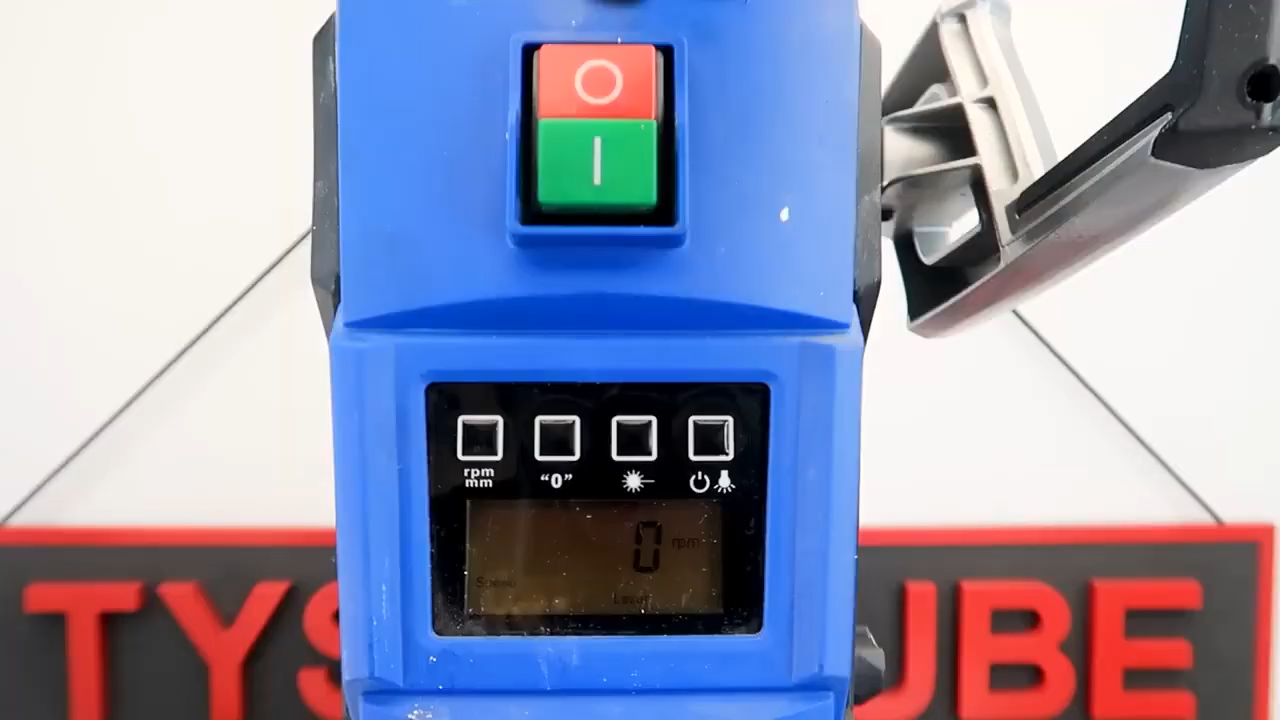 O
I
rpm
mm
“0”
0 rpm
Speed
Laser
TYS UBE